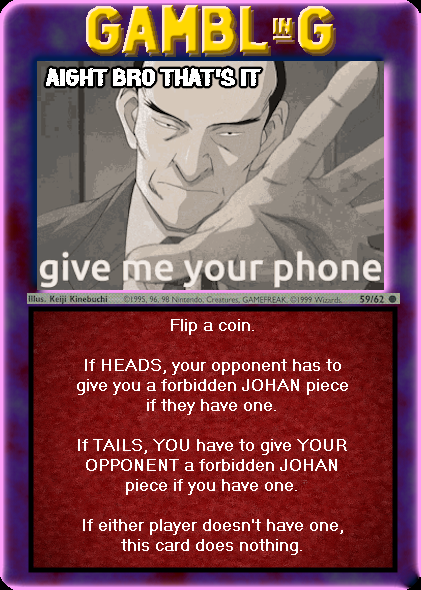 GAMBL IN G
AIGHT BRO THAT'S IT
give me your phone
Illus. Keiji Kinebuchi ©1995, 96, 98 Nintendo, Creatures, GAMEFREAK. ©1999 Wizards. 59/62 ●
Flip a coin.
If HEADS, your opponent has to
give you a forbidden JOHAN piece
if they have one.
If TAILS, YOU have to give YOUR
OPPONENT a forbidden JOHAN
piece if you have one.
If either player doesn't have one,
this card does nothing.